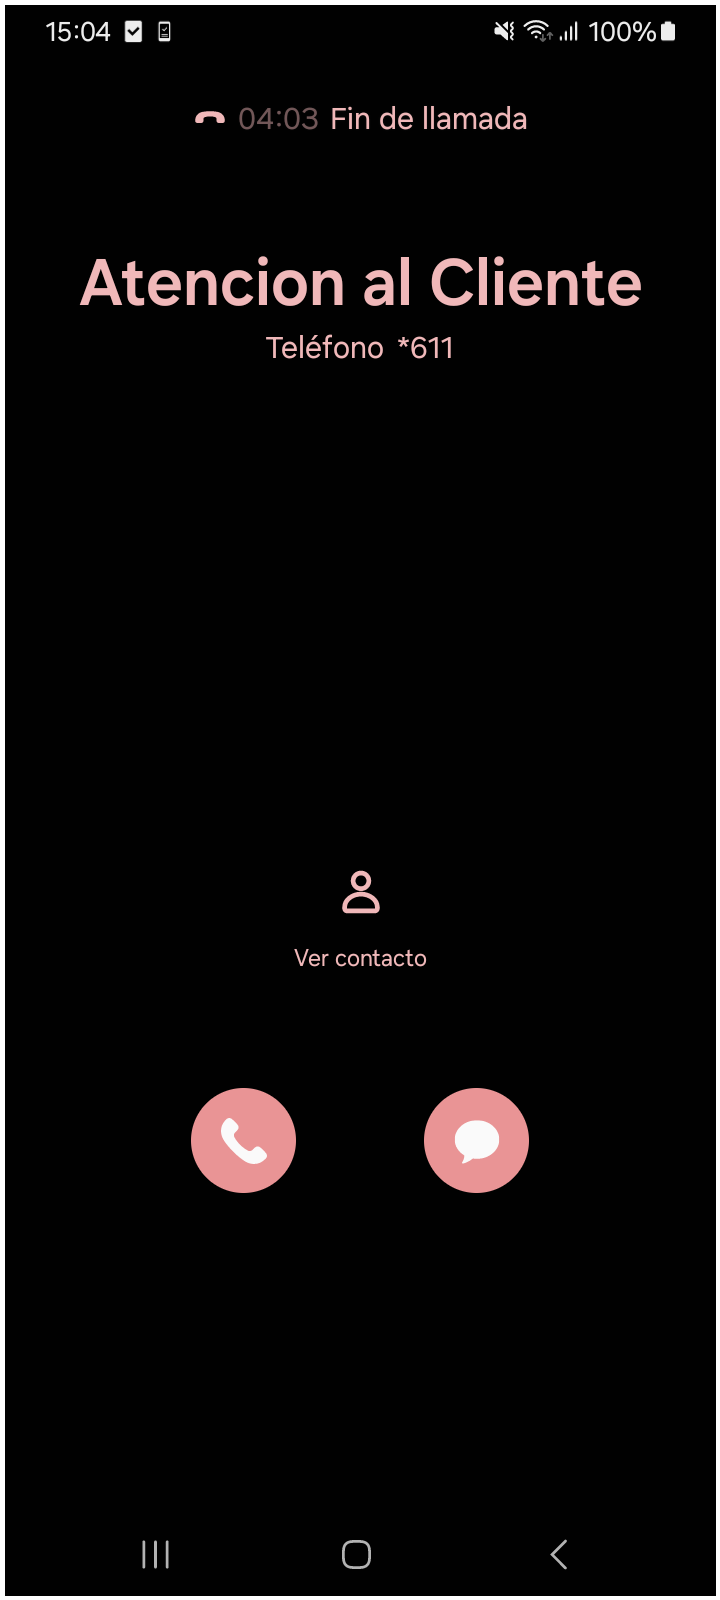 15:04 100%
04:03 Fin de llamada
Atencion al Cliente
Teléfono *611
Ver contacto